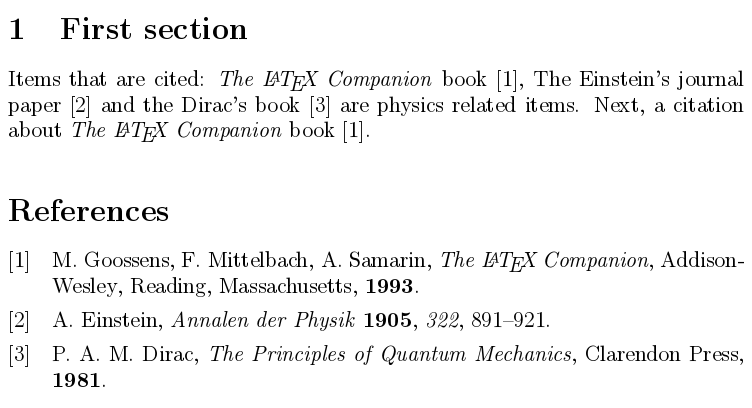 1 First section
Items that are cited: The LATEX Companion book [1], The Einstein's journal
paper [2] and the Dirac's book [3] are physics related items. Next, a citation
about The LATEX Companion book [1].
References
[1] M. Goossens, F. Mittelbach, A. Samarin, The LATEX Companion, Addison-
Wesley, Reading, Massachusetts, 1993.
[2] A. Einstein, Annalen der Physik 1905, 322, 891–921.
[3] P. A. M. Dirac, The Principles of Quantum Mechanics, Clarendon Press,
1981.